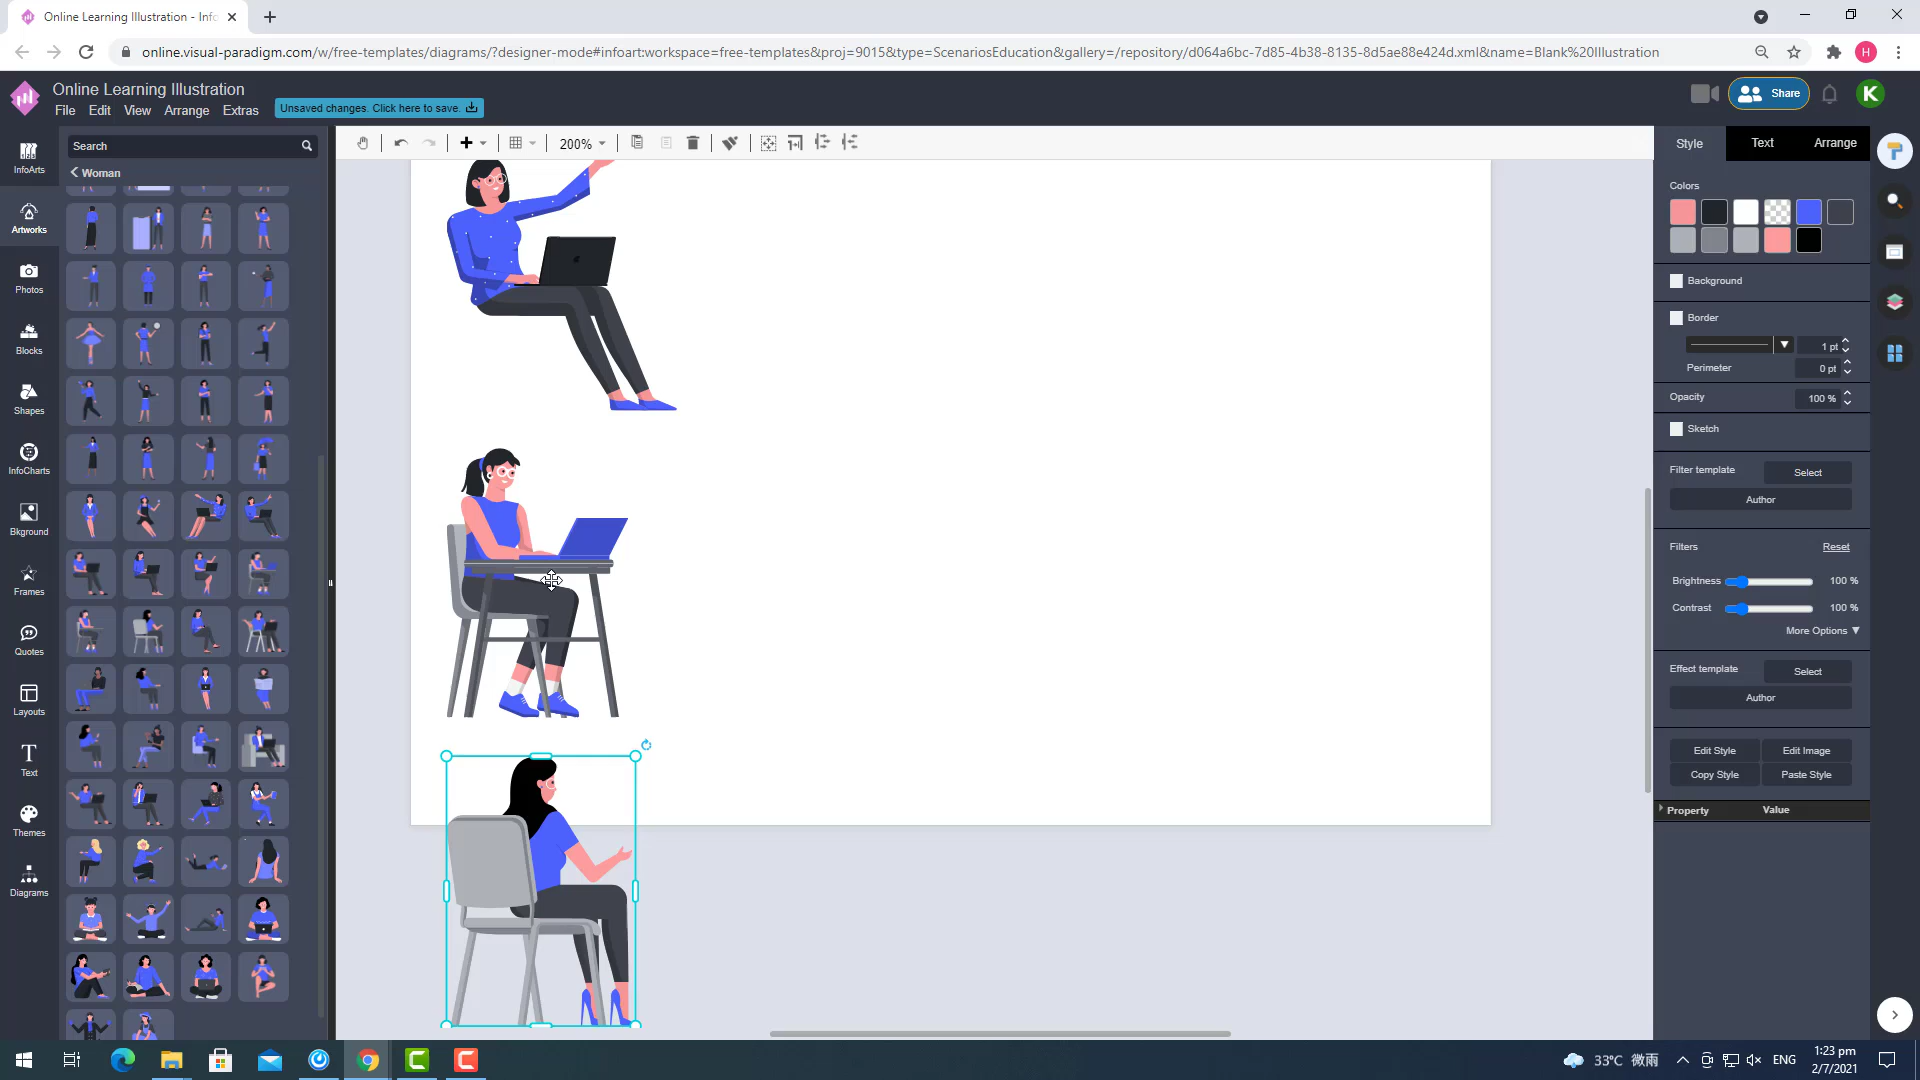 Online Learning Illustration - Info
online.visual-paradigm.com/w/free-templates/diagrams/?designer-mode#infoart:workspace=free-templates&proj=9015&type=ScenariosEducation&gallery=/repository/d064a6bc-7d85-4b38-8135-8d5ae88e424d.xml&name=Blank%20Illustration
H
Online Learning Illustration
File Edit View Arrange Extras
Unsaved changes. Click here to save.
Share
K
InfoArts
Artworks
Photos
Blocks
Shapes
InfoCharts
Bkground
Frames
Quotes
Layouts
Text
Themes
Diagrams
Search
Woman
200%
Style Text Arrange
Colors
Background
Border
1 pt
Perimeter 0 pt
Opacity 100 %
Sketch
Filter template Select
Author
Filters Reset
Brightness 100 %
Contrast 100 %
More Options ▼
Effect template Select
Author
Edit Style Edit Image
Copy Style Paste Style
Property Value
33°C 微雨
ENG
1:23 pm
2/7/2021